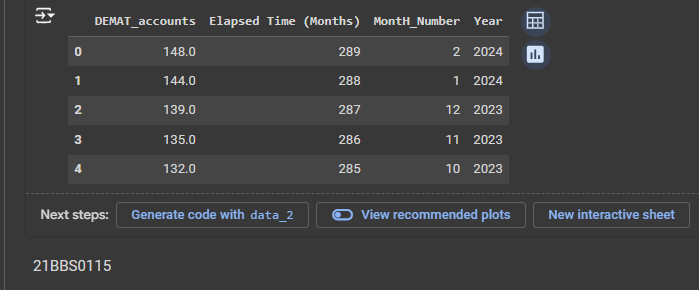 DEMAT_accounts Elapsed Time (Months) MontH_Number Year
0 148.0 289 2 2024
1 144.0 288 1 2024
2 139.0 287 12 2023
3 135.0 286 11 2023
4 132.0 285 10 2023
Next steps: Generate code with data_2 View recommended plots New interactive sheet
21BBS0115